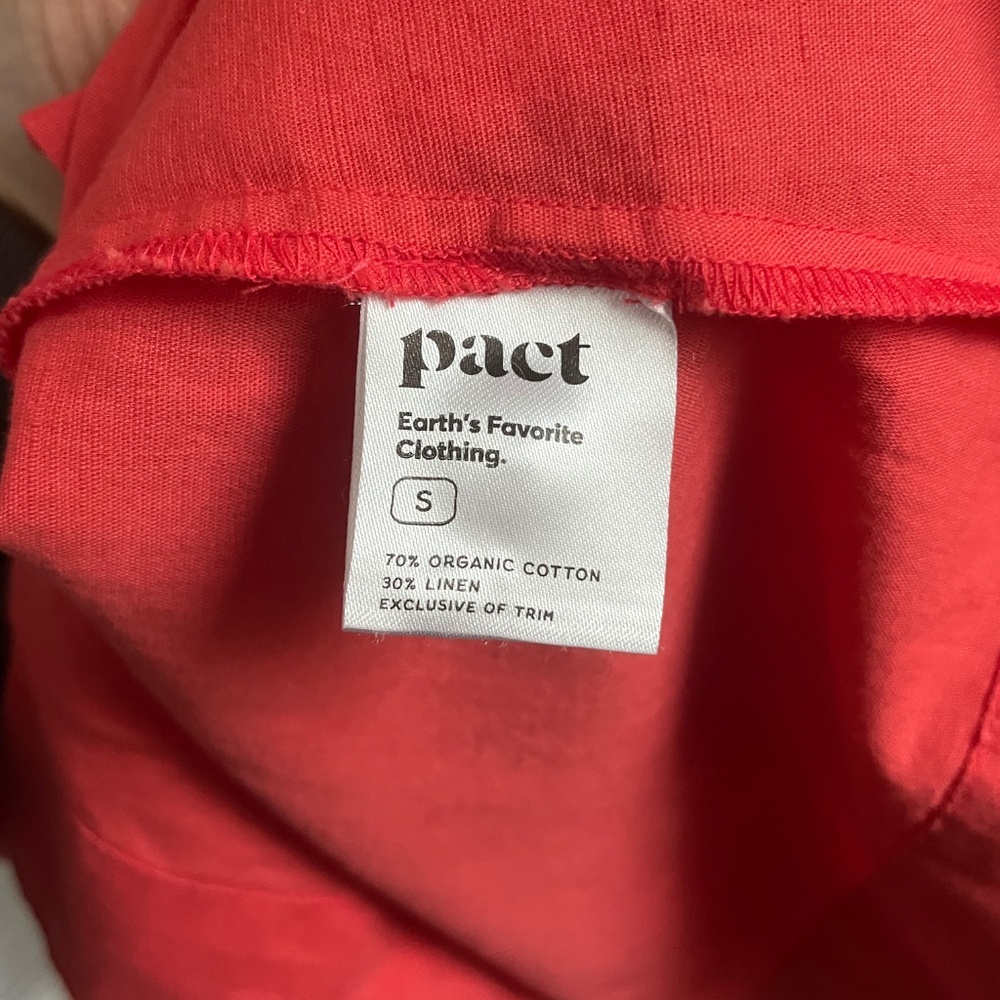 pact
Earth's Favorite
Clothing.
S
70% ORGANIC COTTON
30% LINEN
EXCLUSIVE OF TRIM